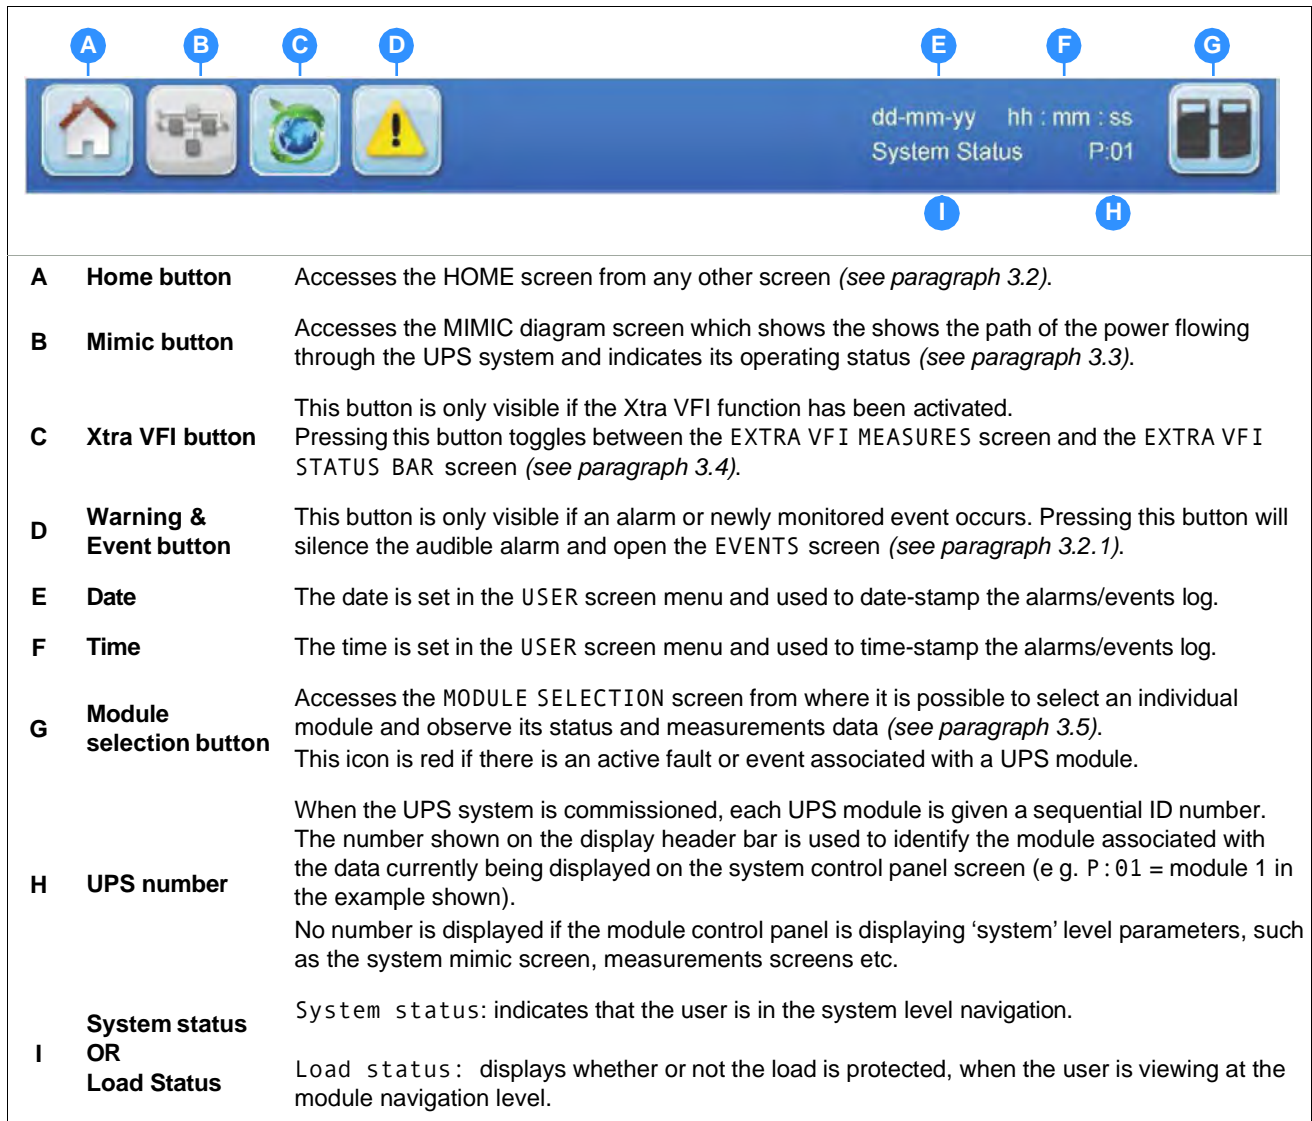 A B C D E F G
dd-mm-yy hh : mm : ss
System Status P:01
I H
A Home button Accesses the HOME screen from any other screen (see paragraph 3.2).
B Mimic button Accesses the MIMIC diagram screen which shows the shows the path of the power flowing
through the UPS system and indicates its operating status (see paragraph 3.3).
This button is only visible if the Xtra VFI function has been activated.
C Xtra VFI button Pressing this button toggles between the EXTRA VFI MEASURES screen and the EXTRA VFI
STATUS BAR screen (see paragraph 3.4).
D Warning & This button is only visible if an alarm or newly monitored event occurs. Pressing this button will
Event button silence the audible alarm and open the EVENTS screen (see paragraph 3.2.1).
E Date The date is set in the USER screen menu and used to date-stamp the alarms/events log.
F Time The time is set in the USER screen menu and used to time-stamp the alarms/events log.
Accesses the MODULE SELECTION screen from where it is possible to select an individual
G Module selection button module and observe its status and measurements data (see paragraph 3.5).
This icon is red if there is an active fault or event associated with a UPS module.
When the UPS system is commissioned, each UPS module is given a sequential ID number.
The number shown on the display header bar is used to identify the module associated with
H UPS number the data currently being displayed on the system control panel screen (e g. P:01 = module 1 in
the example shown).
No number is displayed if the module control panel is displaying ‘system’ level parameters, such
as the system mimic screen, measurements screens etc.
System status System status: indicates that the user is in the system level navigation.
I OR
Load Status Load status: displays whether or not the load is protected, when the user is viewing at the
module navigation level.